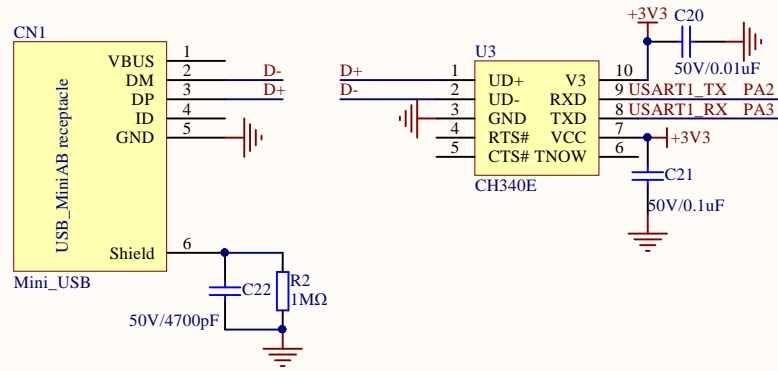 CN1
VBUS 1
DM 2 D-
DP 3 D+
ID 4
GND 5
USB_Mini AB receptacle
Shield 6
Mini_USB
C22
50V/4700pF
R2
1MΩ
U3
D+ 1 UD+
D- 2 UD-
3 GND
4 RTS#
5 CTS#
V3 10
RXD 9 USART1_TX PA2
TXD 8 USART1_RX PA3
VCC 7 +3V3
TNOW 6
CH340E
+3V3
C20
50V/0.01uF
C21
50V/0.1uF